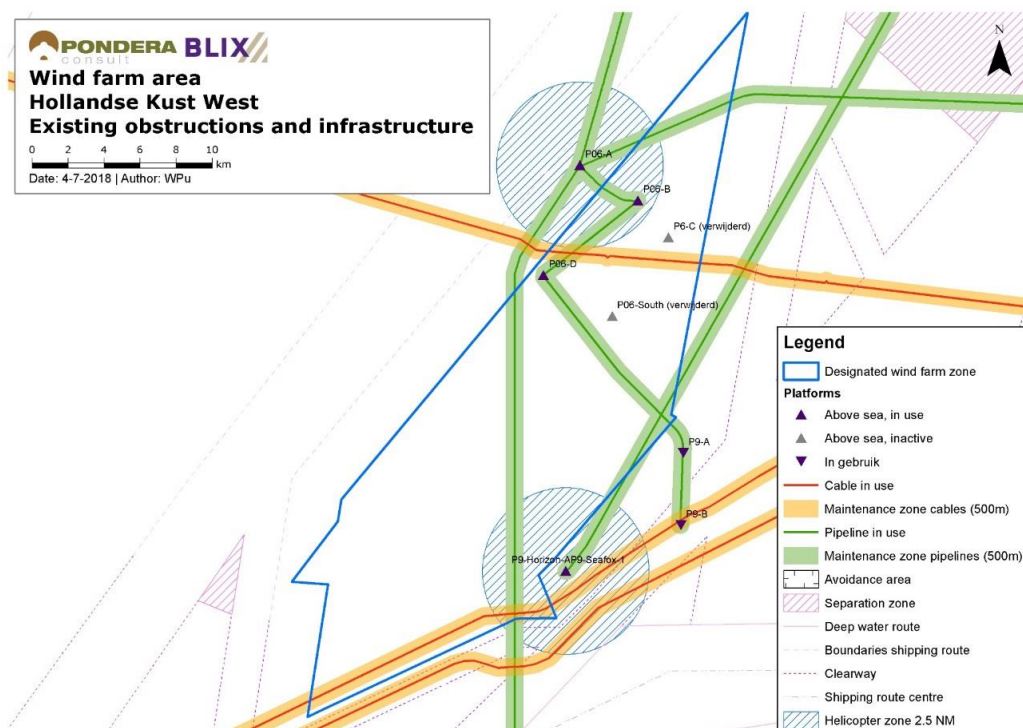 PONDERA BLIX
consult
Wind farm area
Hollandse Kust West
Existing obstructions and infrastructure
0 2 4 6 8 10
km
Date: 4-7-2018 | Author: WPu
N
P06-A
P06-B
P6-C (verwijderd)
P06-D
P06-South (verwijderd)
P9-A
P9-B
P9-Horizon-AP9-Seafox-1
Legend
Designated wind farm zone
Platforms
Above sea, in use
Above sea, inactive
In gebruik
Cable in use
Maintenance zone cables (500m)
Pipeline in use
Maintenance zone pipelines (500m)
Avoidance area
Separation zone
Deep water route
Boundaries shipping route
Clearway
Shipping route centre
Helicopter zone 2.5 NM